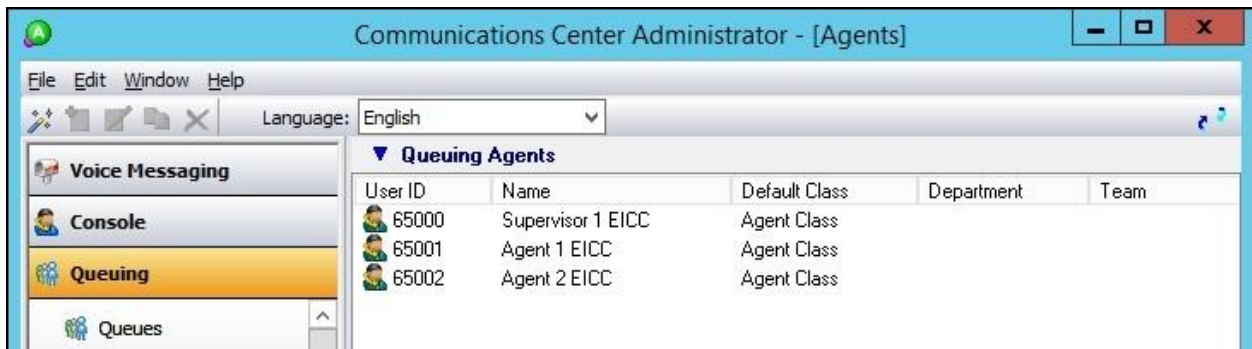 Communications Center Administrator - [Agents]
File Edit Window Help
Language: English
Voice Messaging
Console
Queuing
Queues
Queuing Agents
User ID Name Default Class Department Team
65000 Supervisor 1 EICC Agent Class
65001 Agent 1 EICC Agent Class
65002 Agent 2 EICC Agent Class